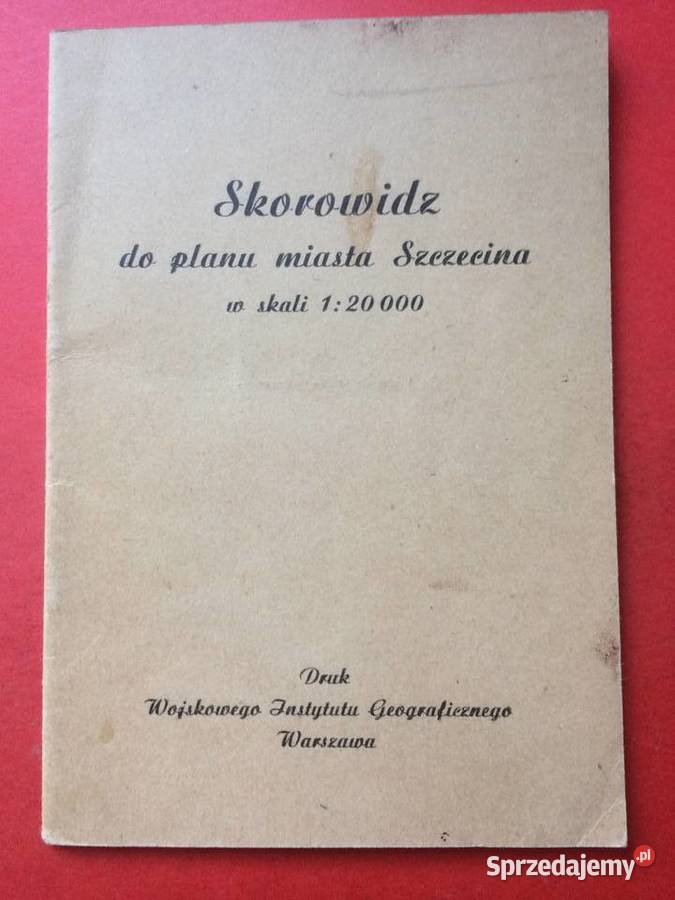 Skorowidz
do planu miasta Szczecina
w skali 1:20 000
Druk
Wojskowego Instytutu Geograficznego
Warszawa
Sprzedajemy.pl